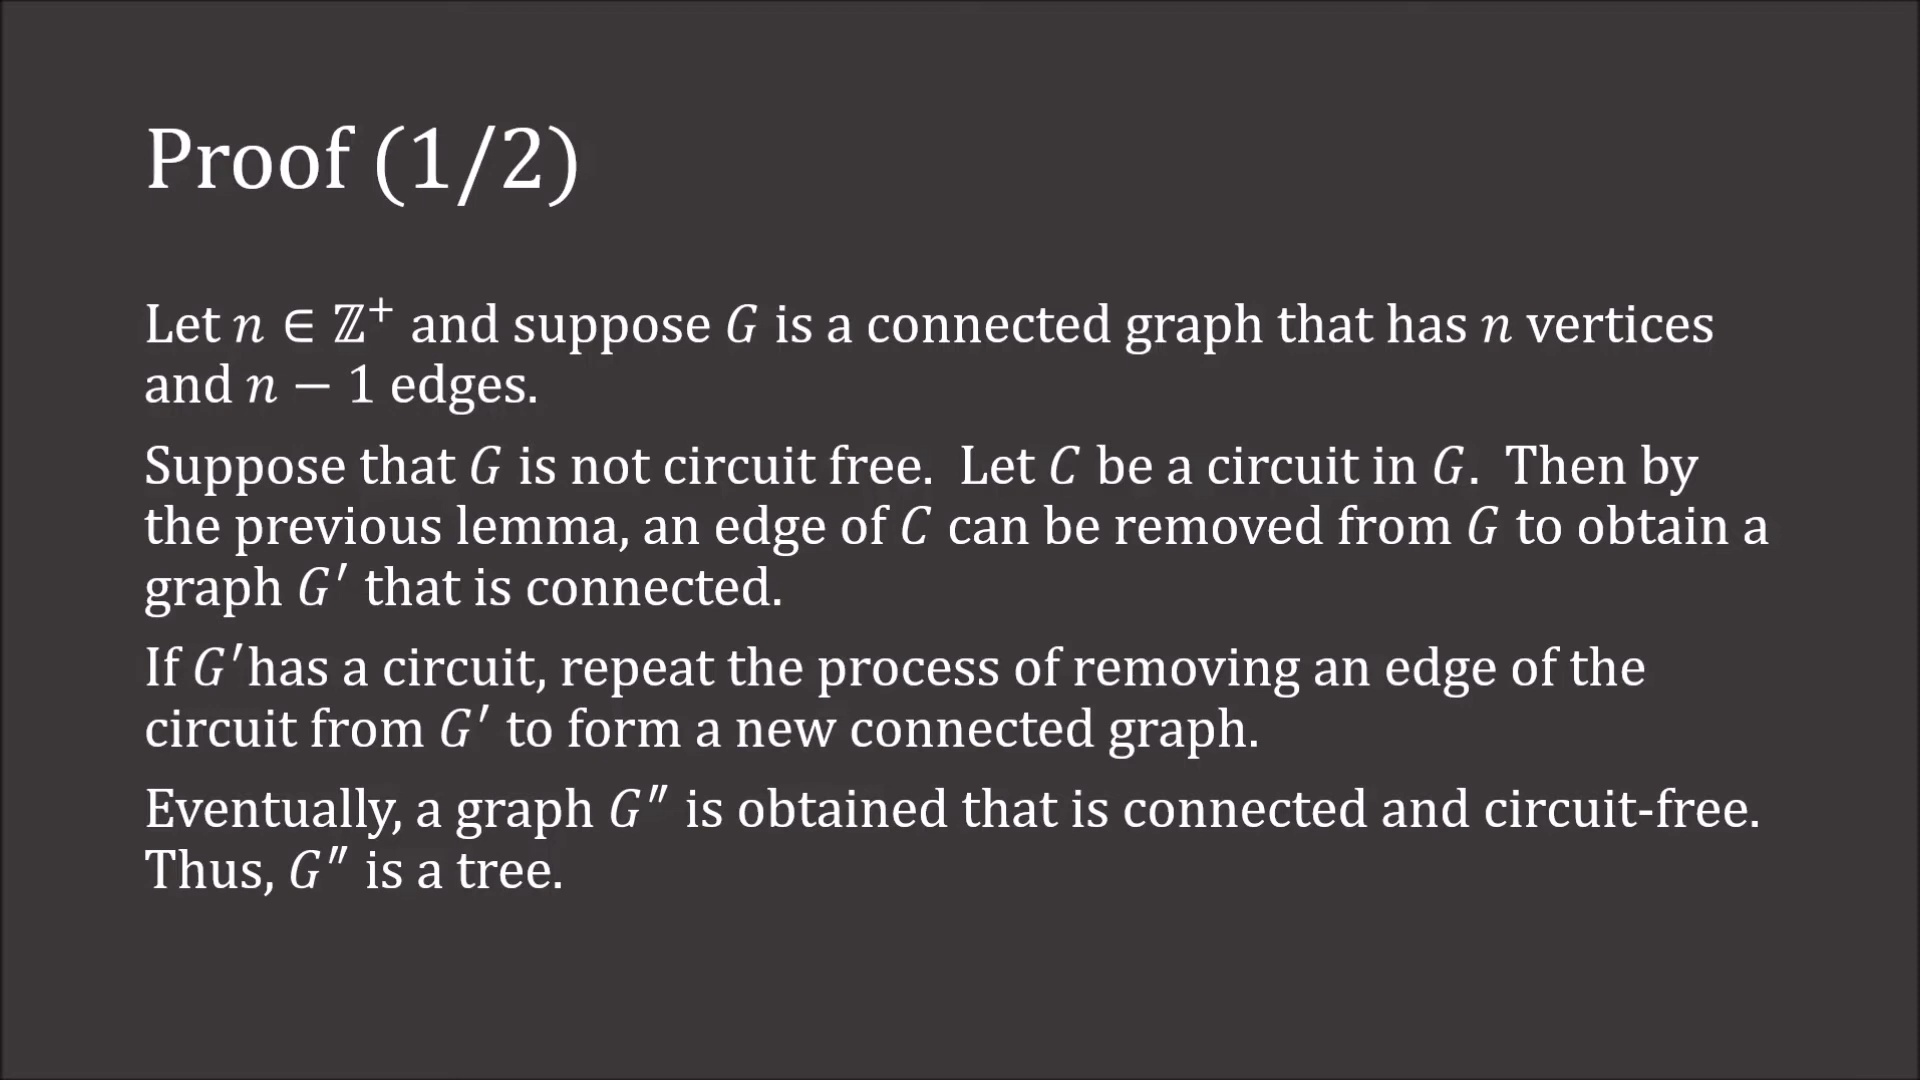 Proof (1/2)
Let n ∈ ℤ⁺ and suppose G is a connected graph that has n vertices
and n − 1 edges.
Suppose that G is not circuit free.  Let C be a circuit in G.  Then by
the previous lemma, an edge of C can be removed from G to obtain a
graph G′ that is connected.
If G′has a circuit, repeat the process of removing an edge of the
circuit from G′ to form a new connected graph.
Eventually, a graph G″ is obtained that is connected and circuit-free.
Thus, G″ is a tree.